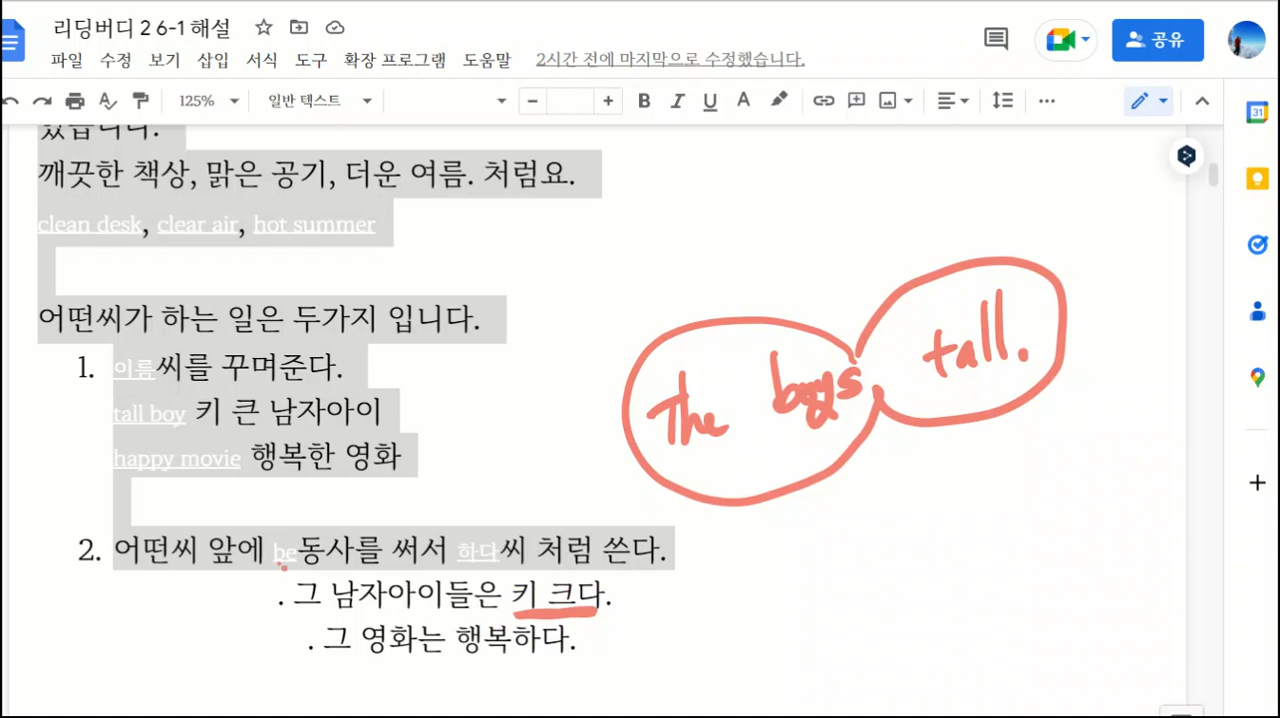 리딩버디 2 6-1 해설
파일 수정 보기 삽입 서식 도구 확장 프로그램 도움말 2시간 전에 마지막으로 수정했습니다.
공유
125% 일반 텍스트 B I U A
31
있습니다.
깨끗한 책상, 맑은 공기, 더운 여름. 처럼요.
clean desk, clear air, hot summer
어떤씨가 하는 일은 두가지 입니다.
1. 이름씨를 꾸며준다.
tall boy 키 큰 남자아이
happy movie 행복한 영화
The boys tall.
2. 어떤씨 앞에 be동사를 써서 하다씨 처럼 쓴다.
. 그 남자아이들은 키 크다.
. 그 영화는 행복하다.